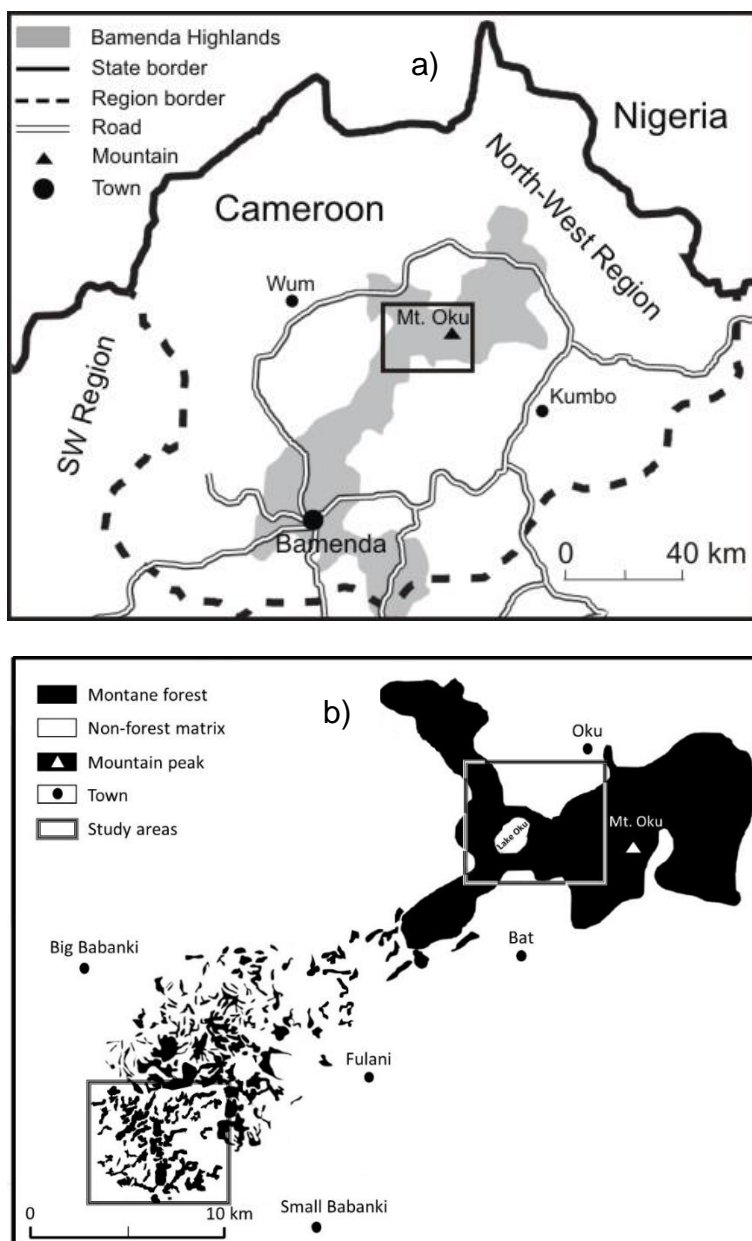 Bamenda Highlands
State border
Region border
Road
Mountain
Town
a)
Nigeria
Cameroon
North-West Region
Wum
Mt. Oku
SW Region
Kumbo
Bamenda
0 40 km
b)
Montane forest
Non-forest matrix
Mountain peak
Town
Study areas
Oku
Lake Oku
Mt. Oku
Big Babanki
Bat
Fulani
Small Babanki
0 10 km